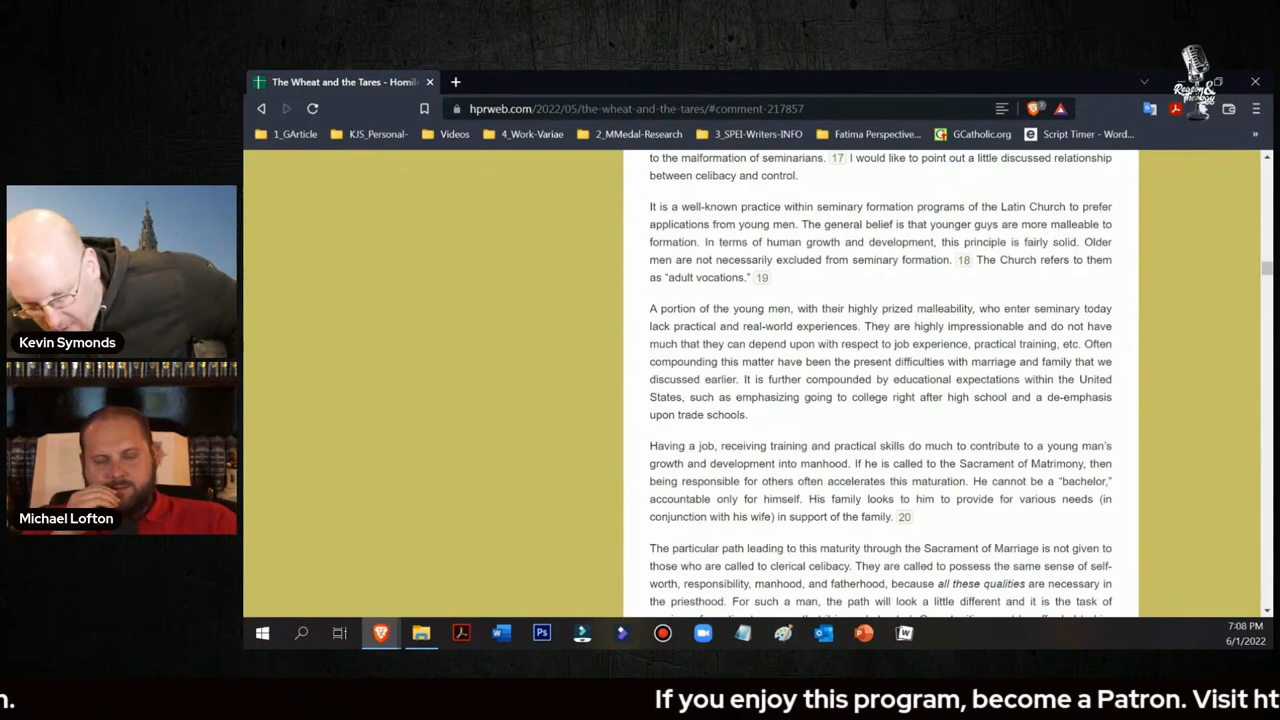 The Wheat and the Tares - Homil
Reason &
Theology
hprweb.com/2022/05/the-wheat-and-the-tares/#comment-217857
1_GArticle
KJS_Personal-
Videos
4_Work-Variae
2_MMedal-Research
3_SPEI-Writers-INFO
Fatima Perspective...
GCatholic.org
Script Timer - Word...
to the malformation of seminarians. 17 I would like to point out a little discussed relationship
between celibacy and control.
It is a well-known practice within seminary formation programs of the Latin Church to prefer
applications from young men. The general belief is that younger guys are more malleable to
formation. In terms of human growth and development, this principle is fairly solid. Older
men are not necessarily excluded from seminary formation. 18 The Church refers to them
as “adult vocations.” 19
A portion of the young men, with their highly prized malleability, who enter seminary today
lack practical and real-world experiences. They are highly impressionable and do not have
much that they can depend upon with respect to job experience, practical training, etc. Often
compounding this matter have been the present difficulties with marriage and family that we
discussed earlier. It is further compounded by educational expectations within the United
States, such as emphasizing going to college right after high school and a de-emphasis
upon trade schools.
Having a job, receiving training and practical skills do much to contribute to a young man’s
growth and development into manhood. If he is called to the Sacrament of Matrimony, then
being responsible for others often accelerates this maturation. He cannot be a “bachelor,”
accountable only for himself. His family looks to him to provide for various needs (in
conjunction with his wife) in support of the family. 20
The particular path leading to this maturity through the Sacrament of Marriage is not given to
those who are called to clerical celibacy. They are called to possess the same sense of self-
worth, responsibility, manhood, and fatherhood, because all these qualities are necessary in
the priesthood. For such a man, the path will look a little different and it is the task of
Kevin Symonds
Michael Lofton
7:08 PM
6/1/2022
n.
If you enjoy this program, become a Patron. Visit ht